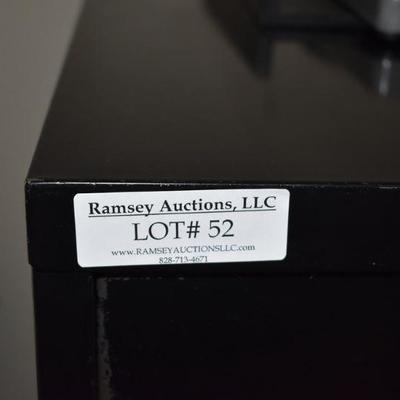 Ramsey Auctions, LLC
LOT# 52
www.RAMSEYAUCTIONSLLC.com
828-713-4671